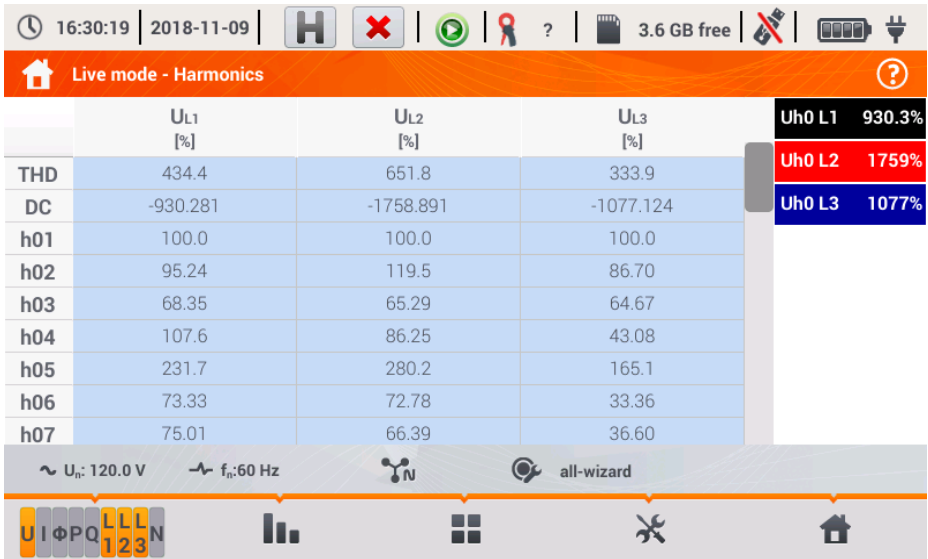 16:30:19 2018-11-09 H ? 3.6 GB free
Live mode - Harmonics ?
UL1 UL2 UL3
[%] [%] [%]
THD 434.4 651.8 333.9
DC -930.281 -1758.891 -1077.124
h01 100.0 100.0 100.0
h02 95.24 119.5 86.70
h03 68.35 65.29 64.67
h04 107.6 86.25 43.08
h05 231.7 280.2 165.1
h06 73.33 72.78 33.36
h07 75.01 66.39 36.60
Uh0 L1 930.3%
Uh0 L2 1759%
Uh0 L3 1077%
Un: 120.0 V fn:60 Hz N all-wizard
U I Φ P Q L1 L2 L3 N